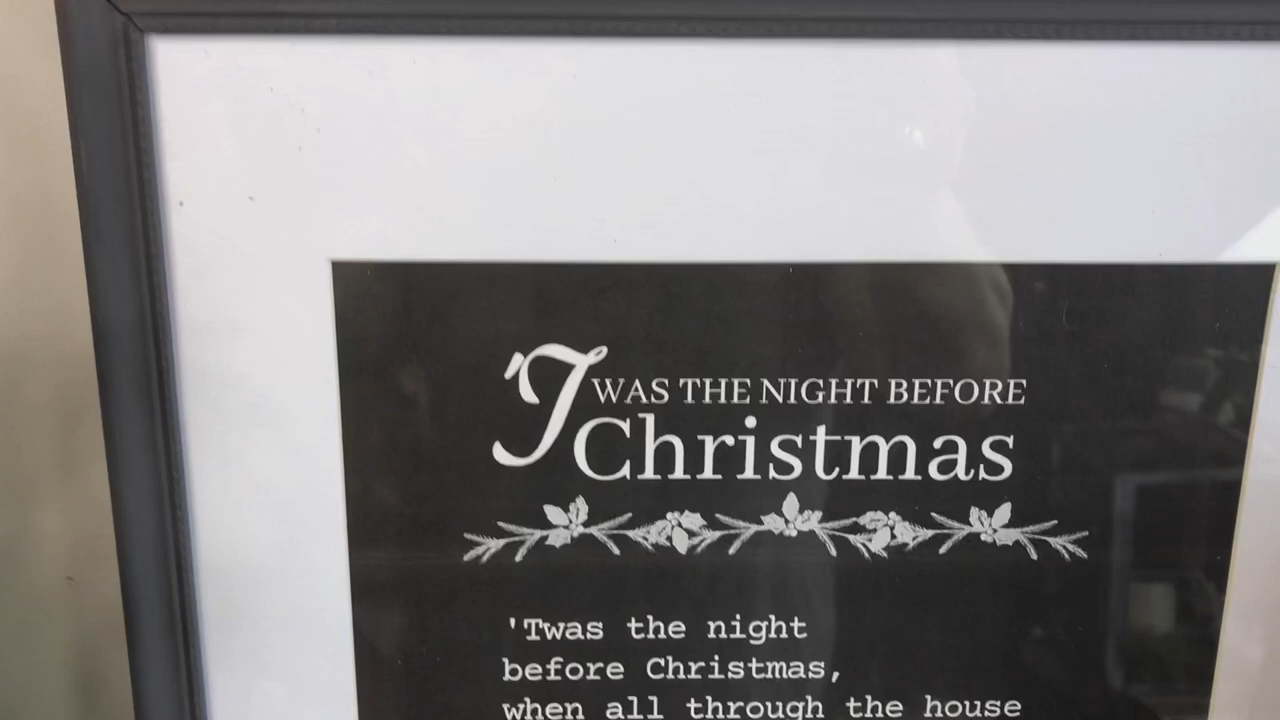 'TWAS THE NIGHT BEFORE
Christmas
'Twas the night
before Christmas,
when all through the house